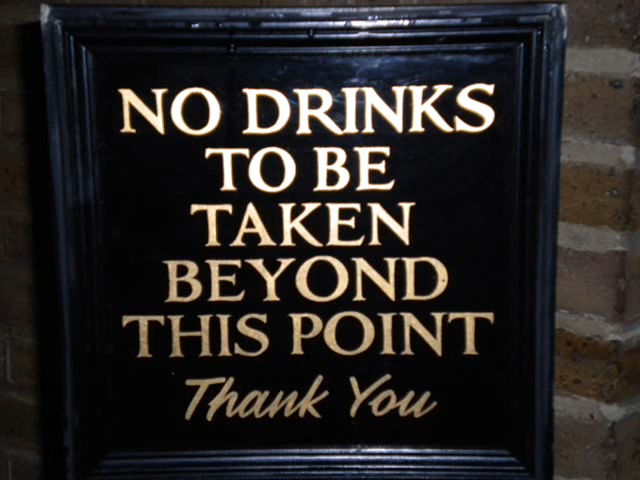 NO DRINKS
TO BE
TAKEN
BEYOND
THIS POINT
Thank You